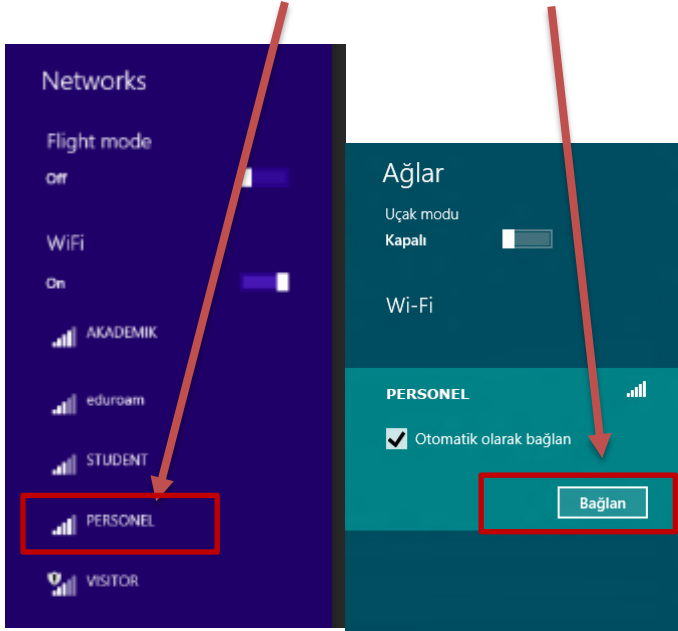 Networks
Flight mode
Off
WiFi
On
AKADEMIK
eduroam
STUDENT
PERSONEL
VISITOR
Ağlar
Uçak modu
Kapalı
Wi-Fi
PERSONEL
Otomatik olarak bağlan
Bağlan